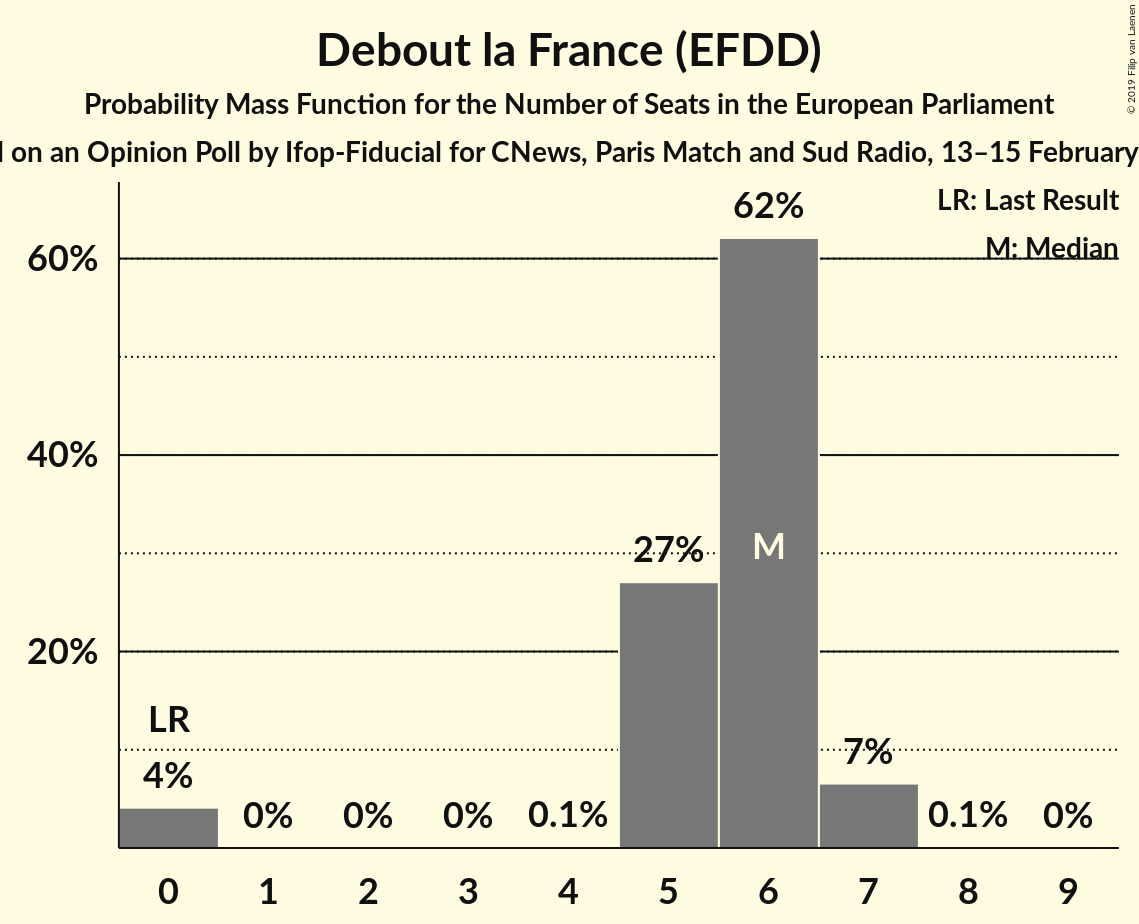 Debout la France (EFDD)
Probability Mass Function for the Number of Seats in the European Parliament
on an Opinion Poll by Ifop-Fiducial for CNews, Paris Match and Sud Radio, 13–15 February
© 2019 Filip van Laenen
LR: Last Result
M: Median
62%
60%
40%
27%
M
20%
LR
4%
0%
0%
0%
0.1%
7%
0.1%
0%
0 1 2 3 4 5 6 7 8 9